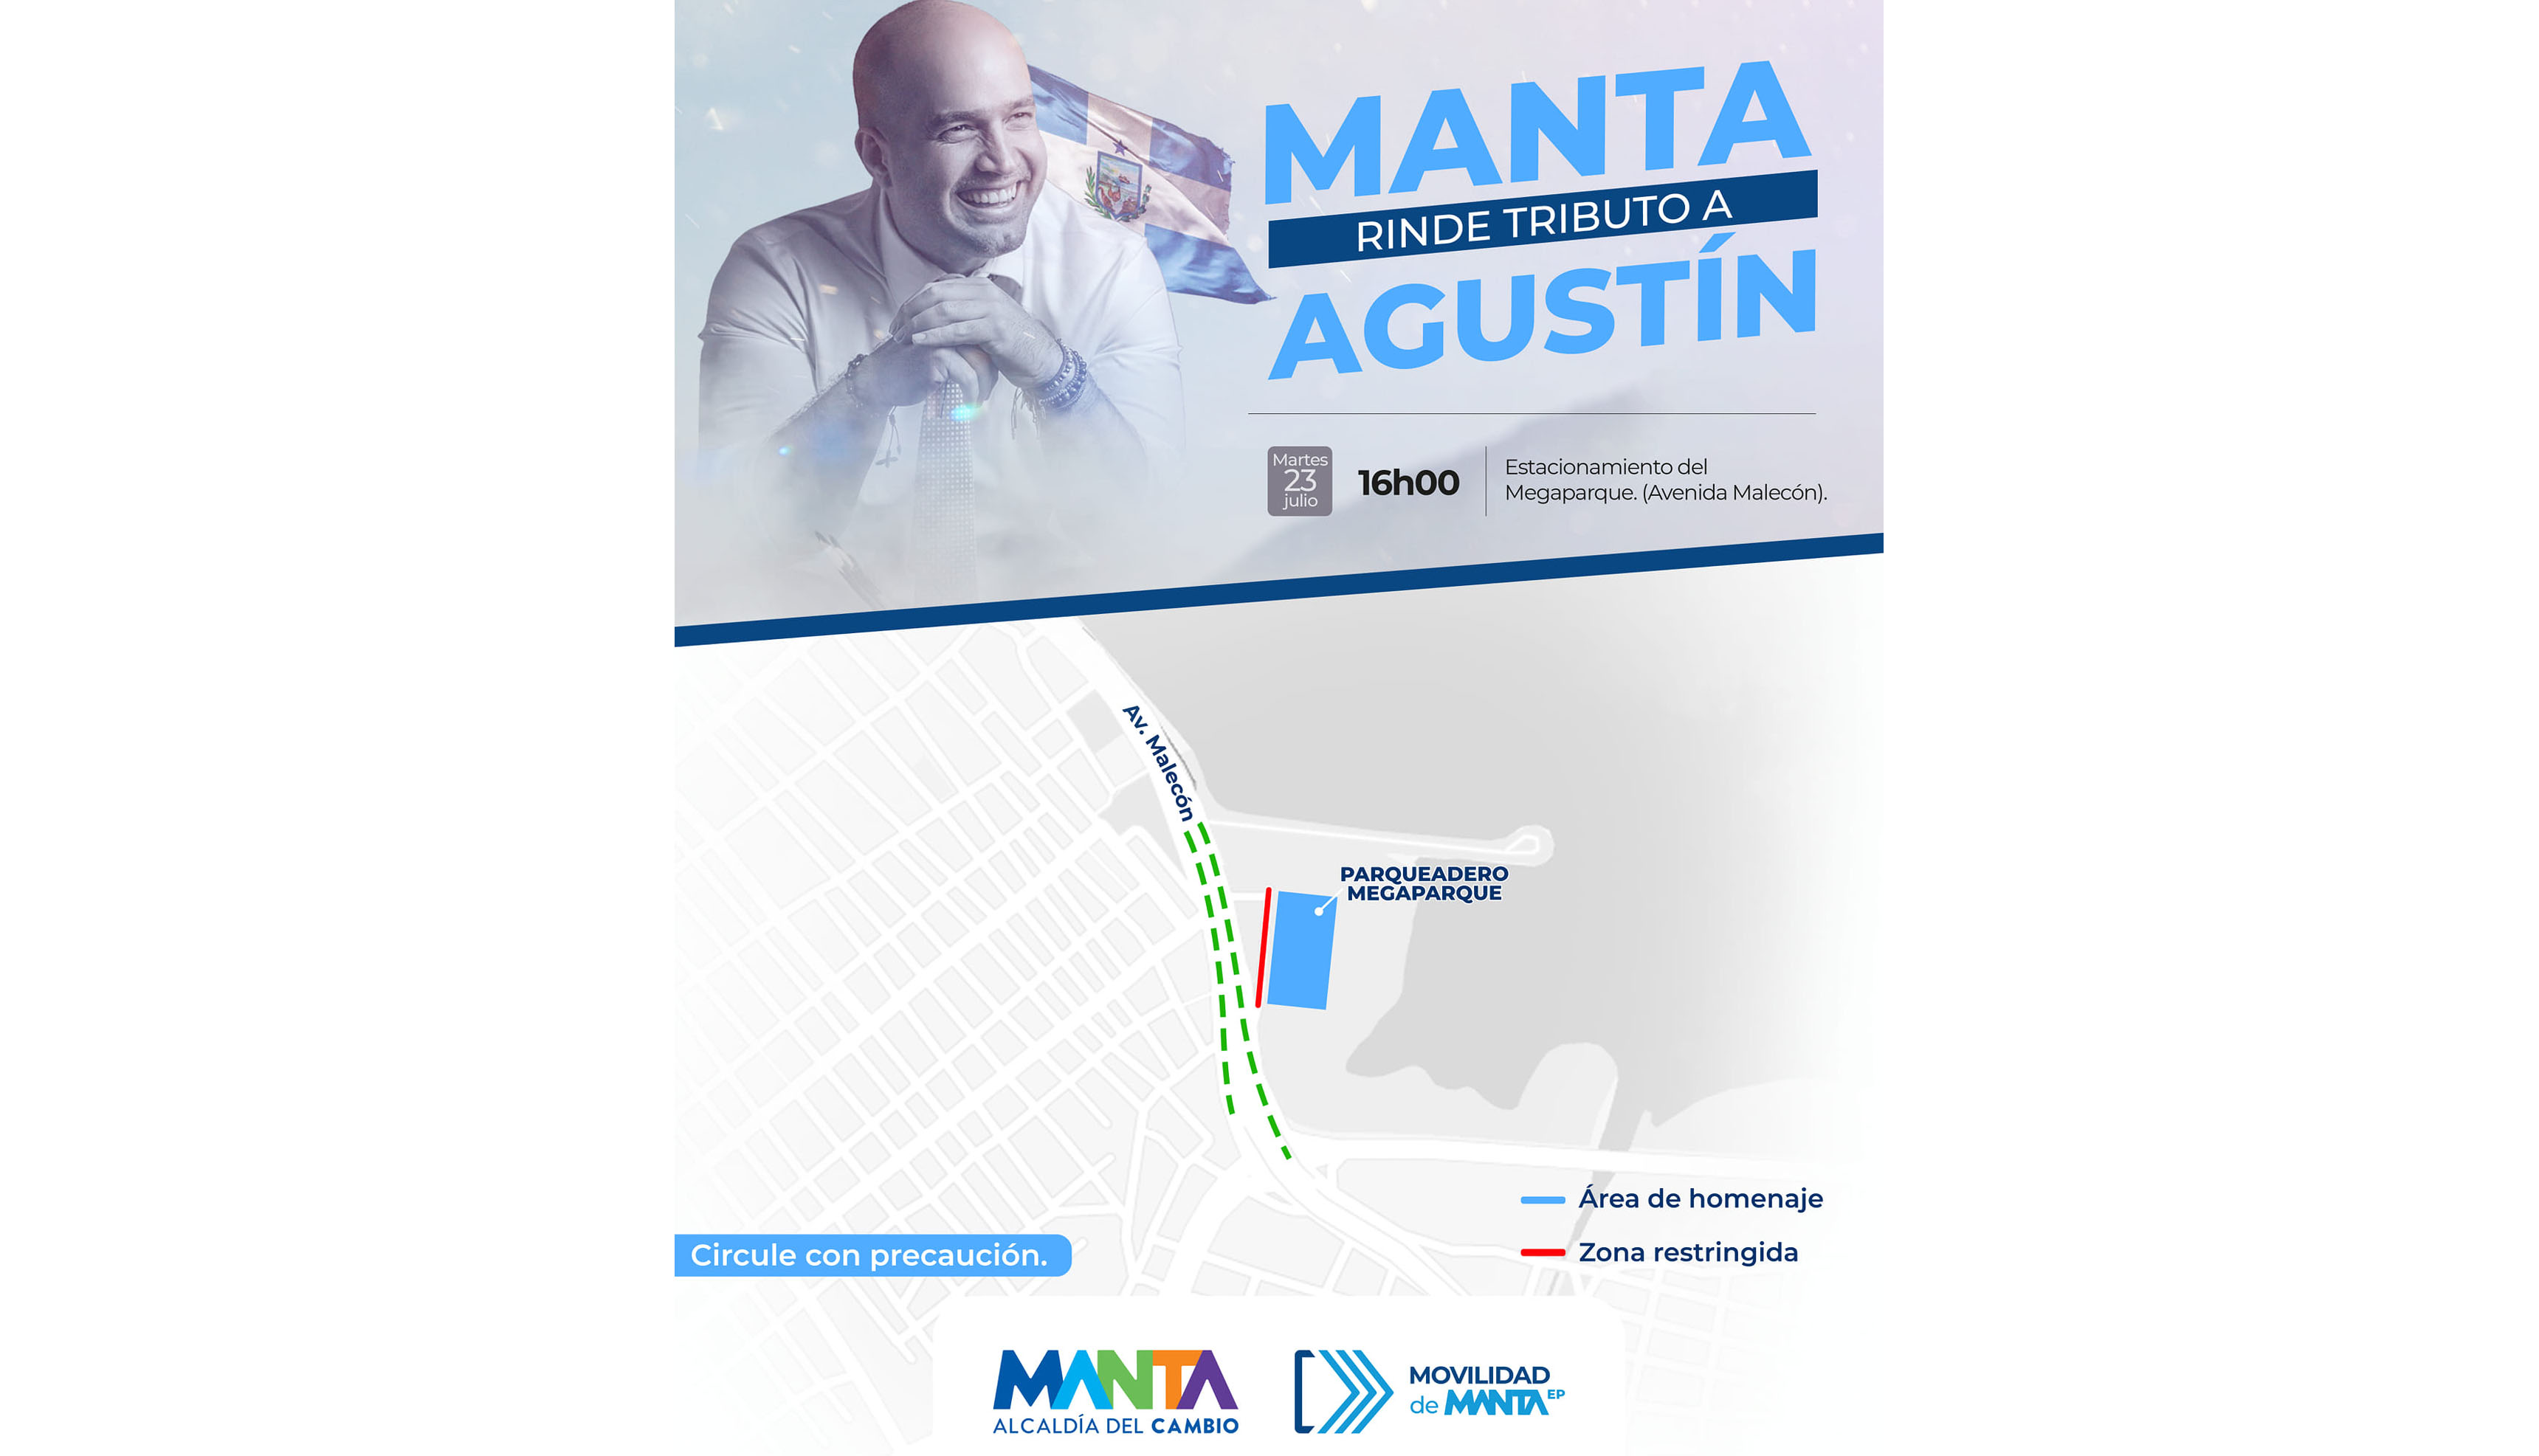 MANTA
RINDE TRIBUTO A
AGUSTÍN
Martes
23
julio
16h00
Estacionamiento del
Megaparque. (Avenida Malecón).
Av. Malecón
PARQUEADERO
MEGAPARQUE
Área de homenaje
Zona restringida
Circule con precaución.
MANTA
ALCALDÍA DEL CAMBIO
MOVILIDAD
de MANTA EP